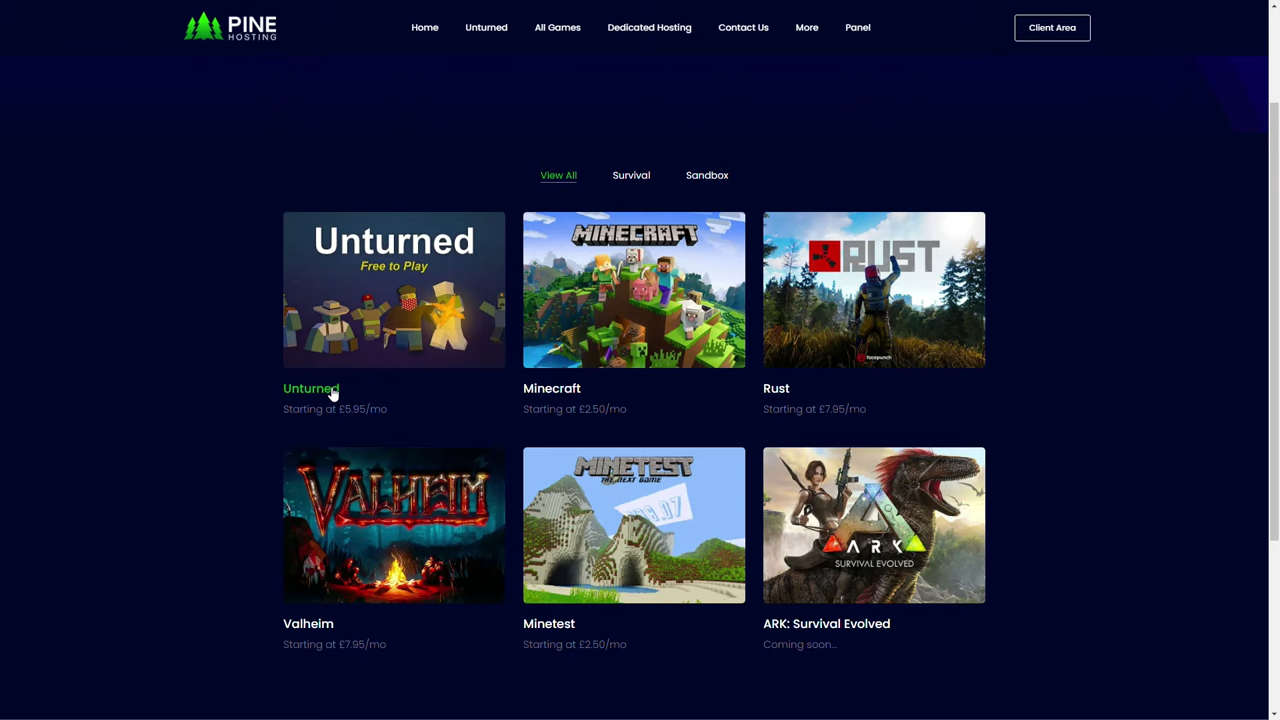 PINE
HOSTING
Home
Unturned
All Games
Dedicated Hosting
Contact Us
More
Panel
Client Area
View All
Survival
Sandbox
Unturned
Free to Play
MINECRAFT
RUST
facepunch
Unturned
Starting at £5.95/mo
Minecraft
Starting at £2.50/mo
Rust
Starting at £7.95/mo
VALHEIM
MINETEST
THE NEXT GAME
ARK
SURVIVAL EVOLVED
Valheim
Starting at £7.95/mo
Minetest
Starting at £2.50/mo
ARK: Survival Evolved
Coming soon...